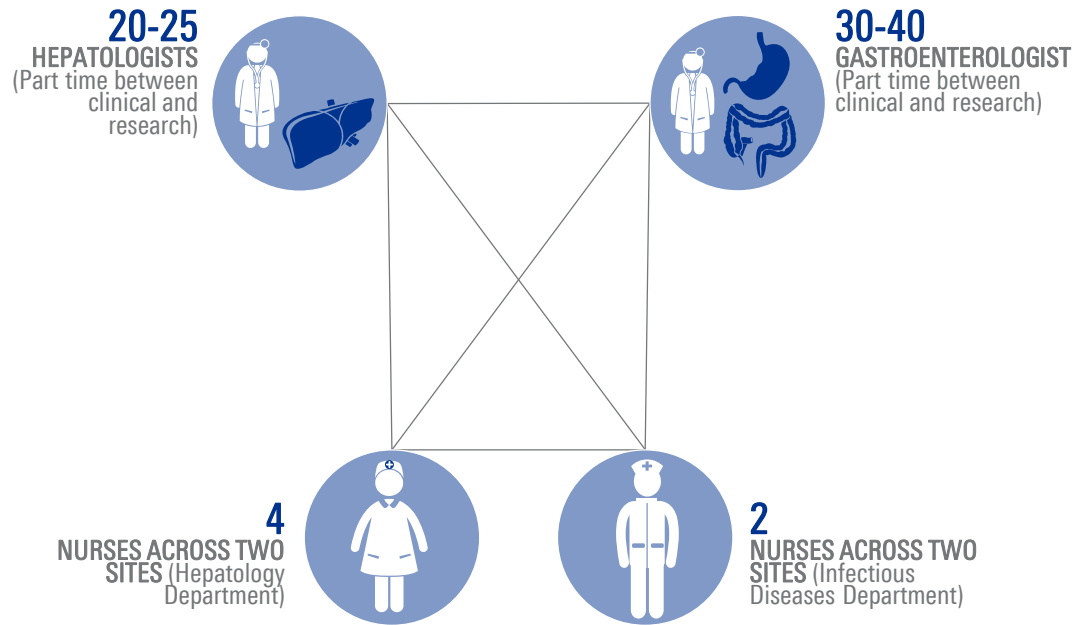 20-25
HEPATOLOGISTS
(Part time between
clinical and
research)
30-40
GASTROENTEROLOGIST
(Part time between
clinical and research)
4
NURSES ACROSS TWO
SITES (Hepatology
Department)
2
NURSES ACROSS TWO
SITES (Infectious
Diseases Department)